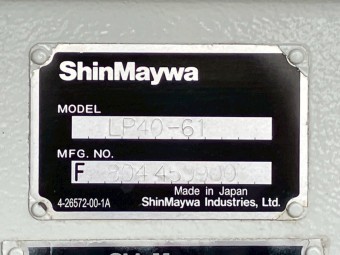 ShinMaywa
MODEL
LP40-61
MFG. NO.
F
Made in Japan
4-26572-00-1A ShinMaywa Industries, Ltd.